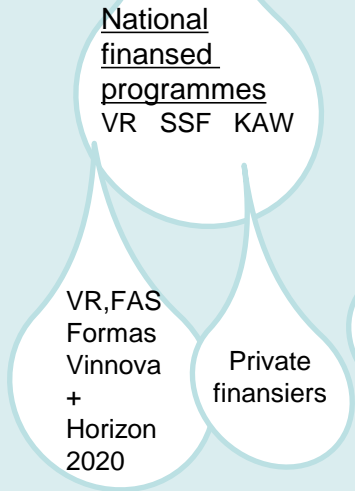 National
finansed
programmes
VR SSF KAW
VR,FAS
Formas
Vinnova
+
Horizon
2020
Private
finansiers